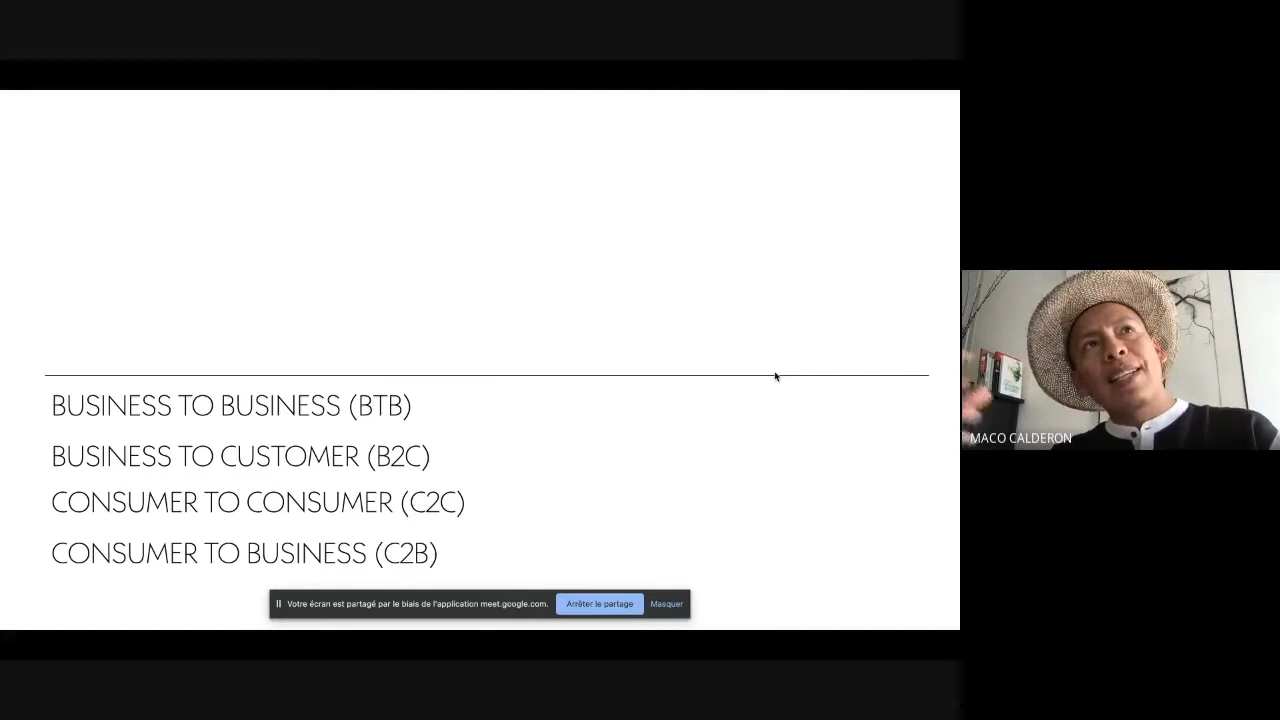 BUSINESS TO BUSINESS (BTB)
BUSINESS TO CUSTOMER (B2C)
CONSUMER TO CONSUMER (C2C)
CONSUMER TO BUSINESS (C2B)
Votre écran est partagé par le biais de l'application meet.google.com. Arrêter le partage Masquer
MACO CALDERON